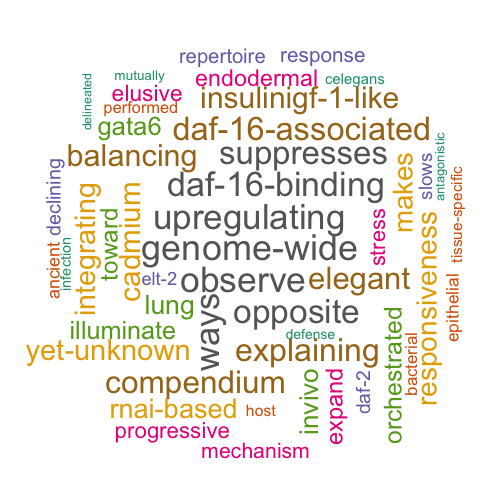 repertoire response
mutually
endodermal celegans
delineated
elusive insulinigf-1-like
performed
gata6 daf-16-associated
antagonistic
balancing suppresses
slows
tissue-specific
makes
daf-16-binding
declining
ancient
infection
integrating
toward
cadmium
upregulating
stress
genome-wide
responsiveness
elt-2 observe elegant
epithelial
lung opposite
ways
orchestrated
illuminate
defense
bacterial
yet-unknown explaining
daf-2
compendium
invivo
expand
rnai-based host
progressive
mechanism